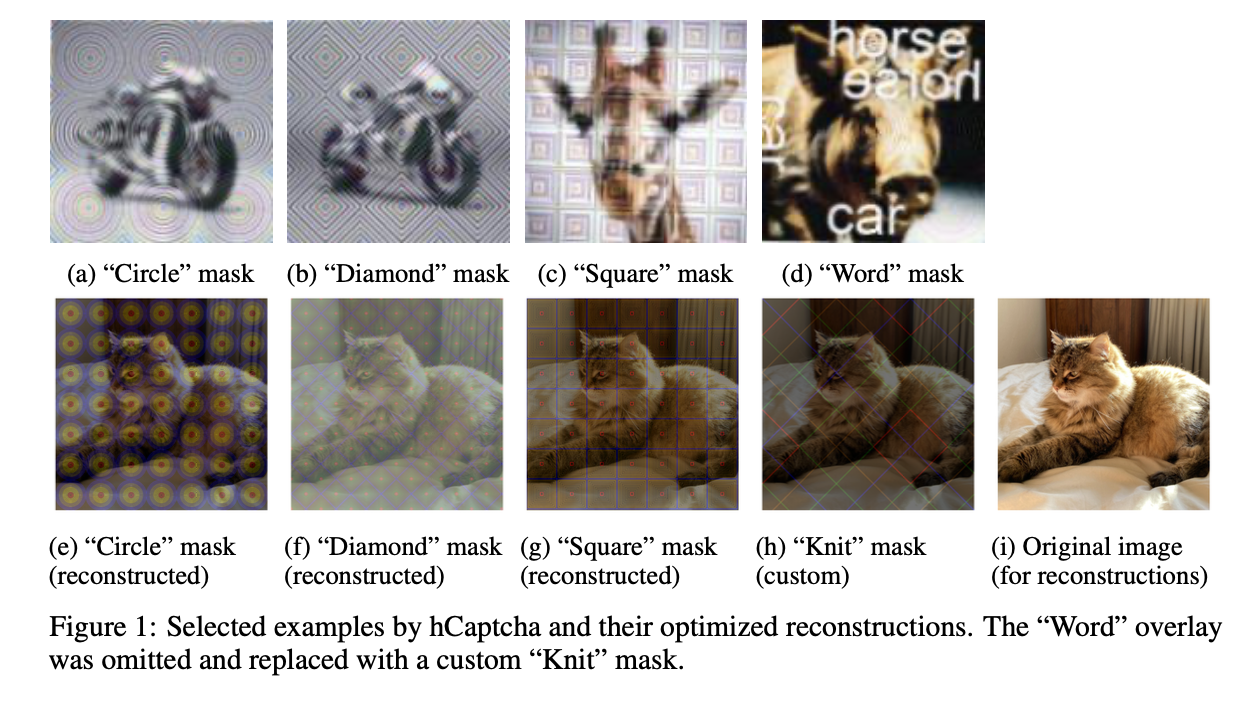 horse
horse
car
car
(a) “Circle” mask (b) “Diamond” mask (c) “Square” mask (d) “Word” mask
(e) “Circle” mask (f) “Diamond” mask (g) “Square” mask (h) “Knit” mask (i) Original image
(reconstructed) (reconstructed) (reconstructed) (custom) (for reconstructions)
Figure 1: Selected examples by hCaptcha and their optimized reconstructions. The “Word” overlay
was omitted and replaced with a custom “Knit” mask.